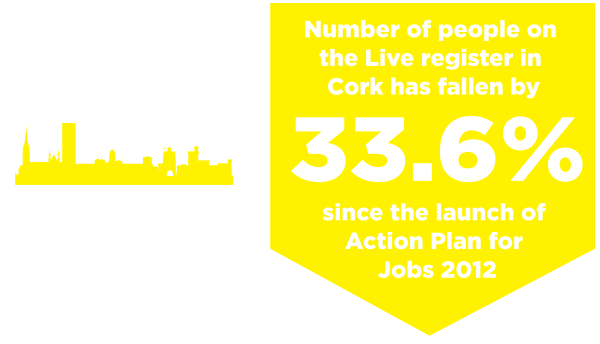 Number of people on
the Live register in
Cork has fallen by
33.6%
since the launch of
Action Plan for
Jobs 2012